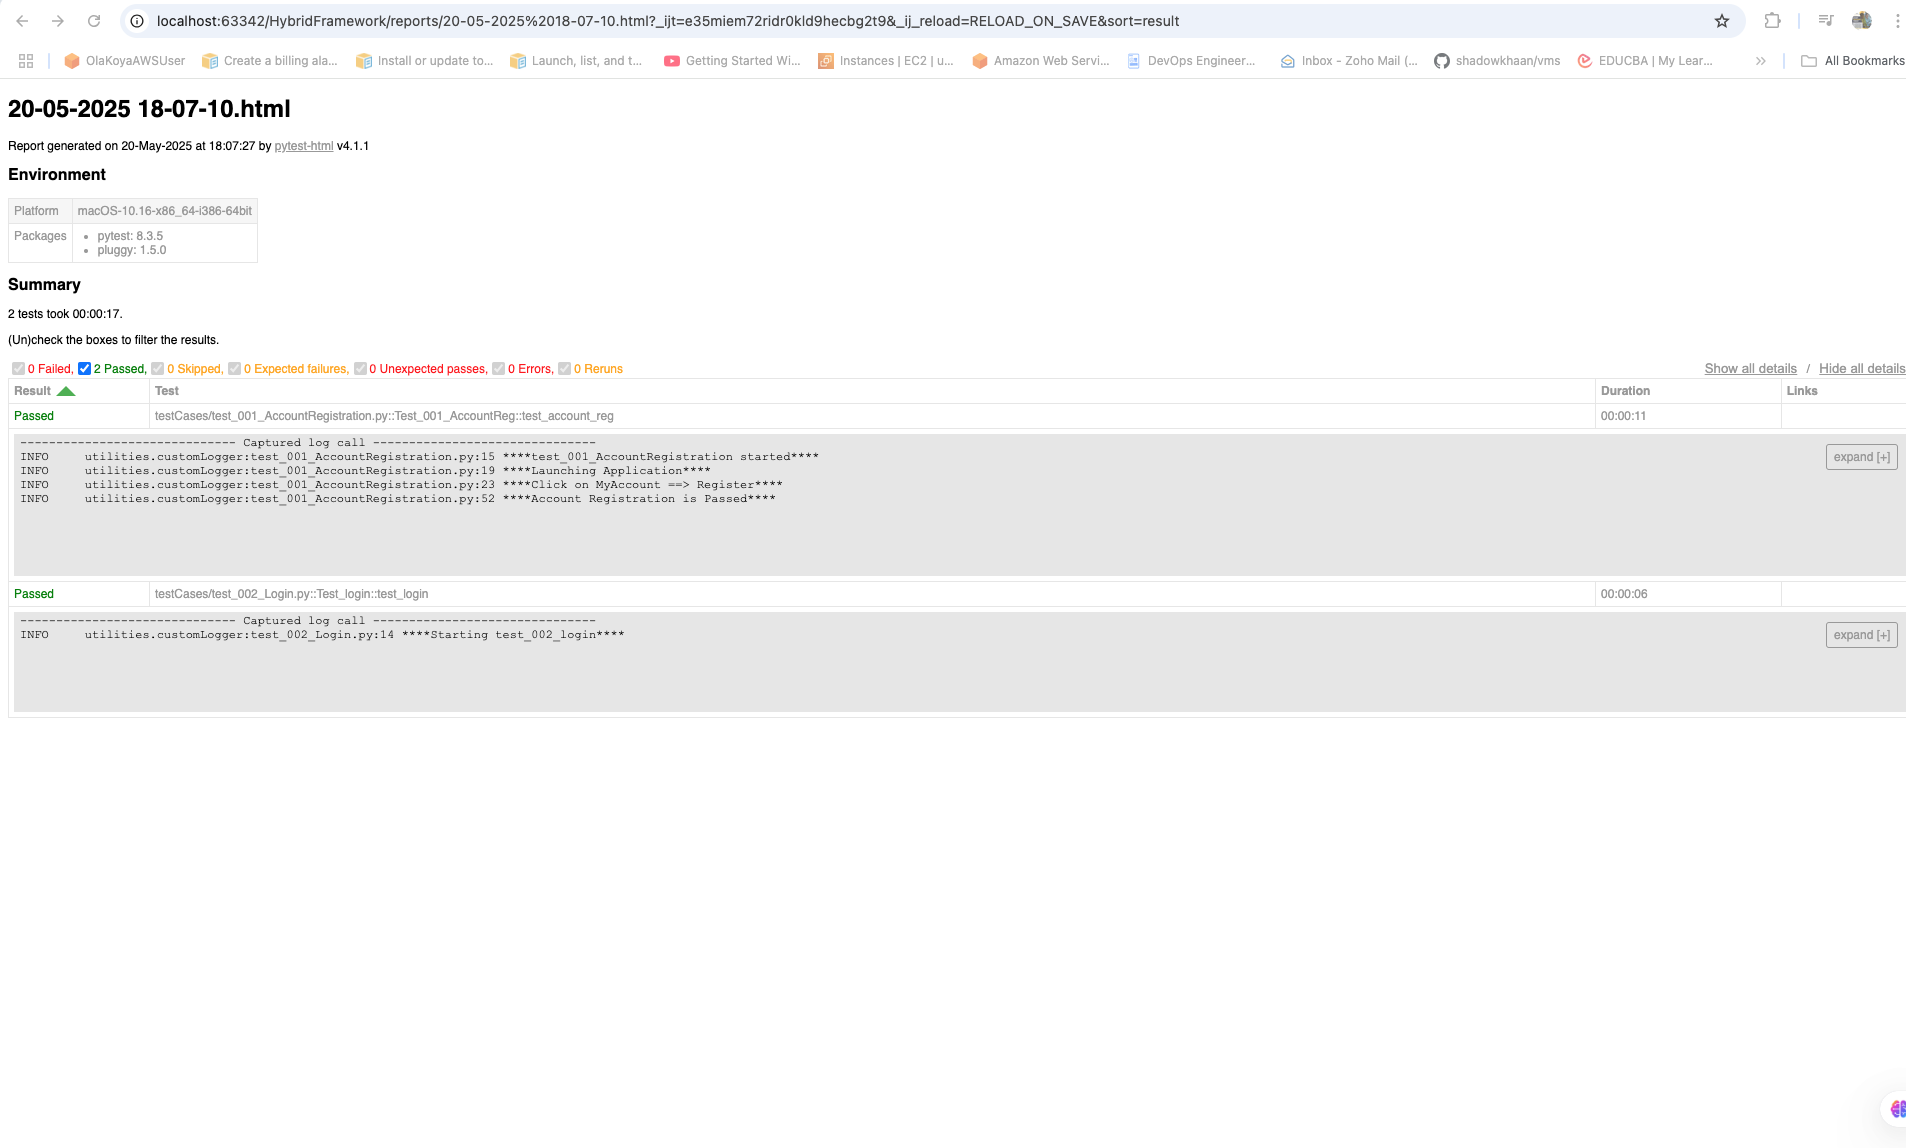 localhost:63342/HybridFramework/reports/20-05-2025%2018-07-10.html?_ijt=e35miem72ridr0kld9hecbg2t9&_ij_reload=RELOAD_ON_SAVE&sort=result
OlaKoyaAWSUser Create a billing ala... Install or update to... Launch, list, and t... Getting Started Wi... Instances | EC2 | u... Amazon Web Servi... DevOps Engineer... Inbox - Zoho Mail (... shadowkhaan/vms EDUCBA | My Lear... » All Bookmarks
20-05-2025 18-07-10.html
Report generated on 20-May-2025 at 18:07:27 by pytest-html v4.1.1
Environment
Platform macOS-10.16-x86_64-i386-64bit
Packages • pytest: 8.3.5
• pluggy: 1.5.0
Summary
2 tests took 00:00:17.
(Un)check the boxes to filter the results.
0 Failed, 2 Passed, 0 Skipped, 0 Expected failures, 0 Unexpected passes, 0 Errors, 0 Reruns Show all details / Hide all details
Result Test Duration Links
Passed testCases/test_001_AccountRegistration.py::Test_001_AccountReg::test_account_reg 00:00:11
------------------------------ Captured log call -------------------------------
INFO utilities.customLogger:test_001_AccountRegistration.py:15 ****test_001_AccountRegistration started****
expand [+]
INFO utilities.customLogger:test_001_AccountRegistration.py:19 ****Launching Application****
INFO utilities.customLogger:test_001_AccountRegistration.py:23 ****Click on MyAccount ==> Register****
INFO utilities.customLogger:test_001_AccountRegistration.py:52 ****Account Registration is Passed****
Passed testCases/test_002_Login.py::Test_login::test_login 00:00:06
------------------------------ Captured log call -------------------------------
INFO utilities.customLogger:test_002_Login.py:14 ****Starting test_002_login****
expand [+]